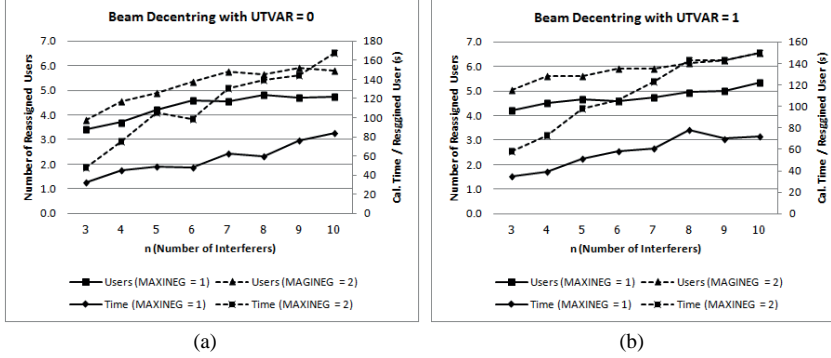 Beam Decentring with UTVAR = 0
Number of Reassigned Users
7.0
6.0
5.0
4.0
3.0
2.0
1.0
0.0
180
160
140
120
100
80
60
40
20
0
Cal. Time / Resggined User (s)
3 4 5 6 7 8 9 10
n (Number of Interferers)
Users (MAXINEG = 1) Users (MAGINEG = 2)
Time (MAXINEG = 1) Time (MAXINEG = 2)
(a)
Beam Decentring with UTVAR = 1
Number of Reassigned Users
7.0
6.0
5.0
4.0
3.0
2.0
1.0
0.0
160
140
120
100
80
60
40
20
0
Cal. Time / Resggined User (s)
3 4 5 6 7 8 9 10
n (Number of Interferers)
Users (MAXINEG = 1) Users (MAXINEG = 2)
Time (MAXINEG = 1) Time (MAXINEG = 2)
(b)